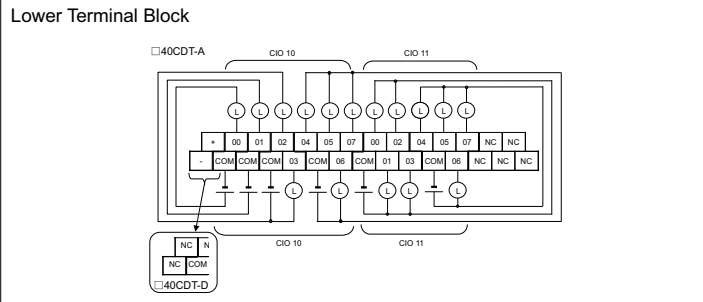 Lower Terminal Block
□40CDT-A
CIO 10 CIO 11
L L L L L L L L L L L
+ 00 01 02 04 05 07 00 02 04 05 07 NC NC
- COM COM COM 03 COM 06 COM 01 03 COM 06 NC NC NC
L L L L L
CIO 10 CIO 11
NC N
NC COM
□40CDT-D